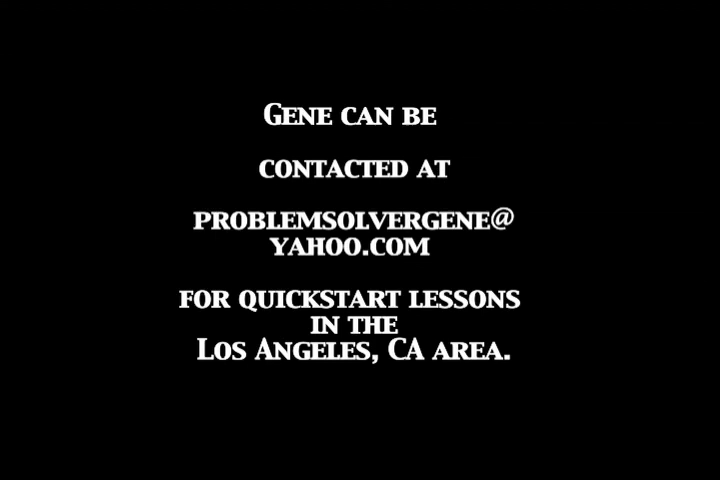 Gene can be
contacted at
problemsolvergene@
yahoo.com
for quickstart lessons
in the
Los Angeles, CA area.